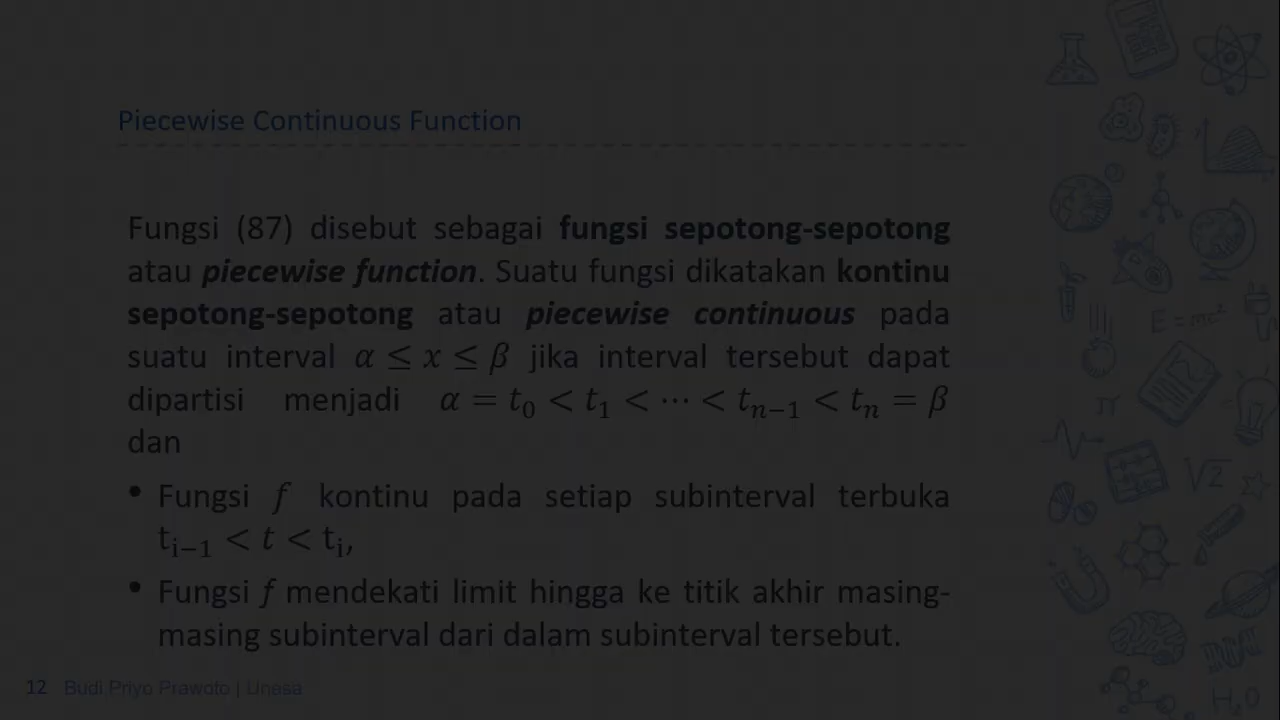 Piecewise Continuous Function
Fungsi (87) disebut sebagai fungsi sepotong-sepotong
atau piecewise function. Suatu fungsi dikatakan kontinu
sepotong-sepotong atau piecewise continuous pada
suatu interval α ≤ x ≤ β jika interval tersebut dapat
dipartisi menjadi α = t₀ < t₁ < ⋯ < tₙ₋₁ < tₙ = β
dan
• Fungsi f kontinu pada setiap subinterval terbuka
tᵢ₋₁ < t < tᵢ,
• Fungsi f mendekati limit hingga ke titik akhir masing-
masing subinterval dari dalam subinterval tersebut.
12 Budi Priyo Prawoto | Unesa
E = mc²
π
√2
H₂O